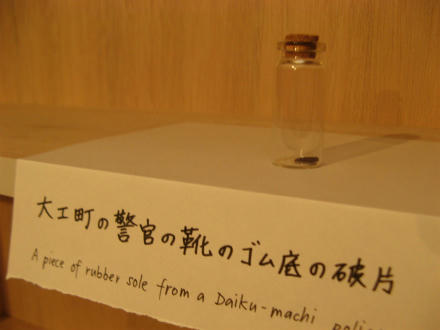 大工町の警官の靴のゴム底の破片
A piece of rubber sole from a Daiku-machi